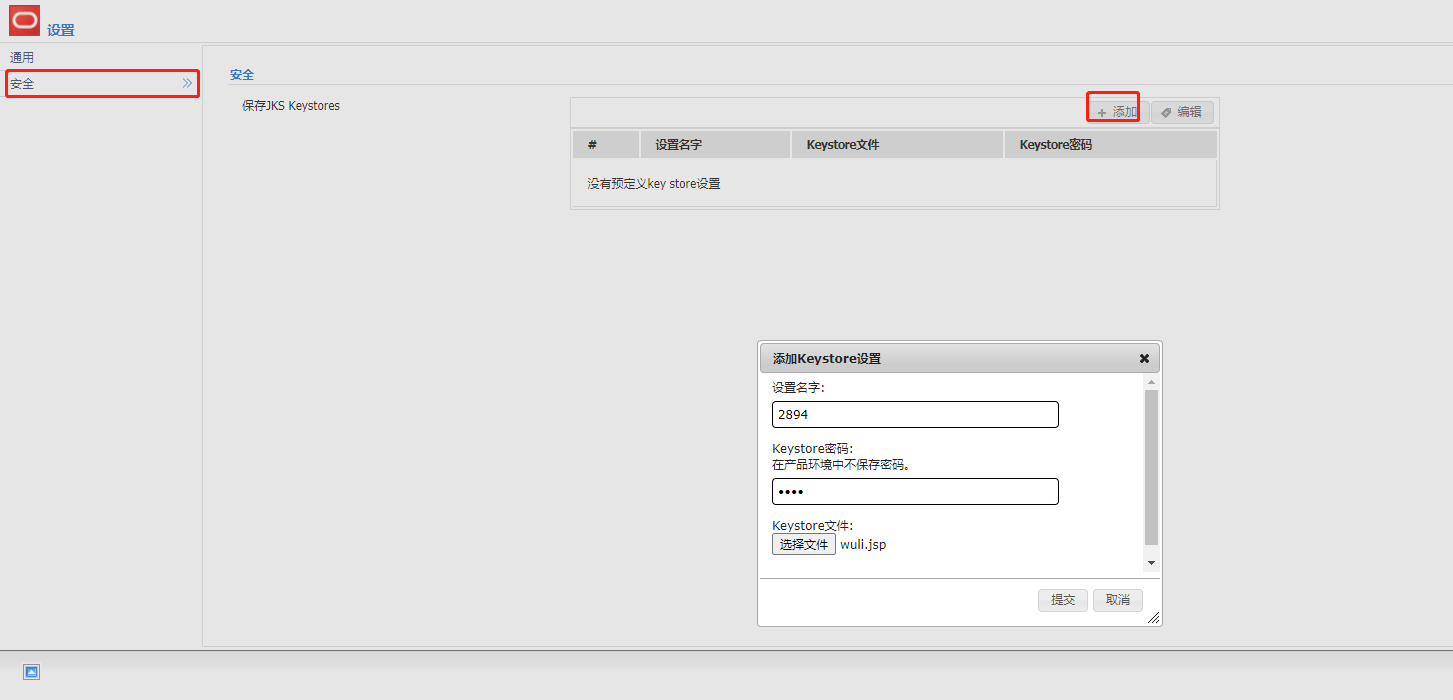 设置
通用
安全
安全
保存JKS Keystores
+ 添加
编辑
# 设置名字 Keystore文件 Keystore密码
没有预定义key store设置
添加Keystore设置
设置名字:
2894
Keystore密码:
在产品环境中不保存密码。
••••
Keystore文件:
选择文件 wuli.jsp
提交 取消